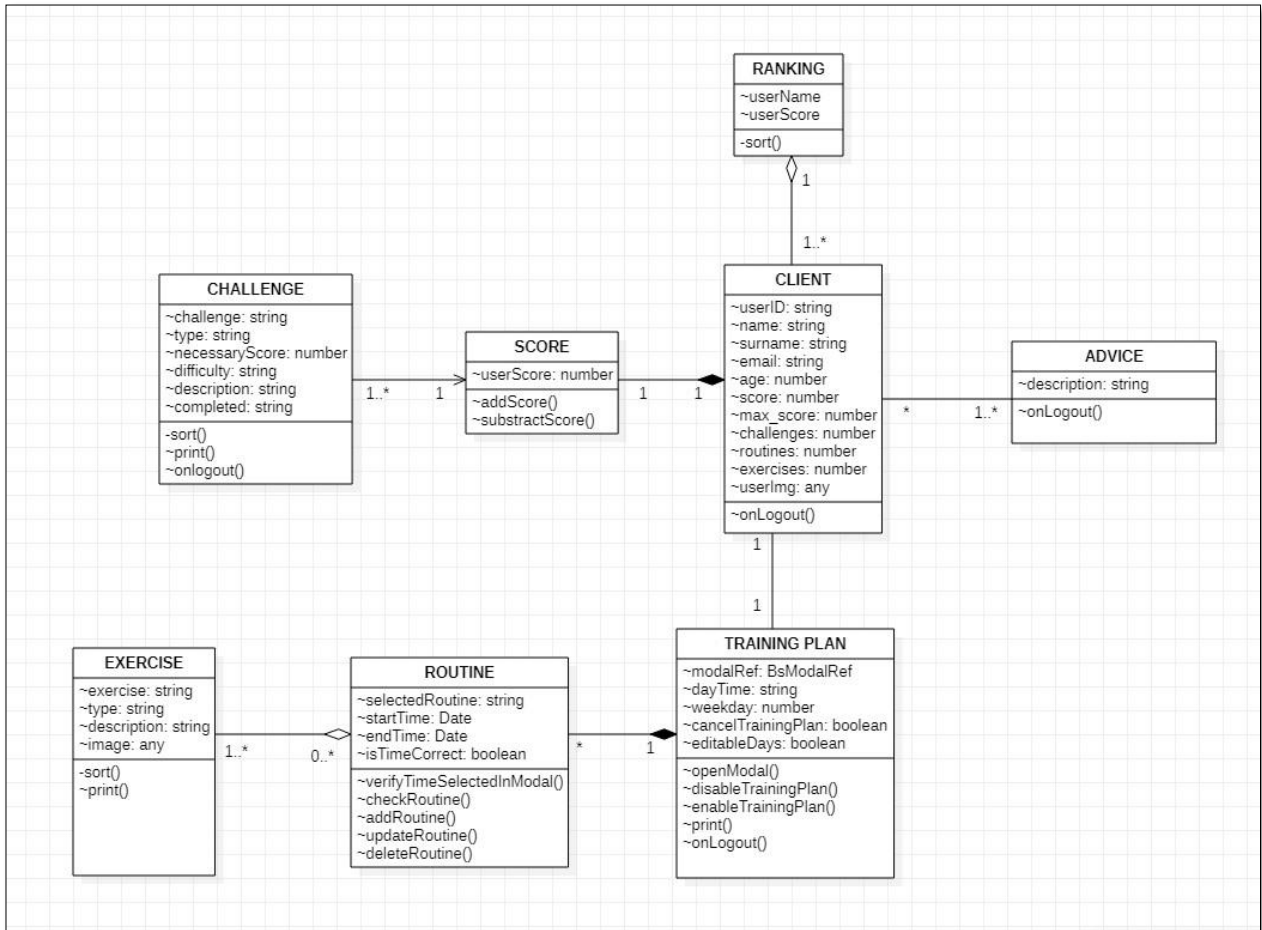 RANKING
~userName
~userScore
-sort()
1
1..*
CHALLENGE
~challenge: string
~type: string
~necessaryScore: number
~difficulty: string
~description: string
~completed: string
-sort()
~print()
~onlogout()
1..*
1
SCORE
~userScore: number
~addScore()
~substractScore()
1
1
CLIENT
~userID: string
~name: string
~surname: string
~email: string
~age: number
~score: number
~max_score: number
~challenges: number
~routines: number
~exercises: number
~userImg: any
~onLogout()
*
1..*
ADVICE
~description: string
~onLogout()
1
1
EXERCISE
~exercise: string
~type: string
~description: string
~image: any
-sort()
~print()
1..*
0..*
ROUTINE
~selectedRoutine: string
~startTime: Date
~endTime: Date
~isTimeCorrect: boolean
~verifyTimeSelectedInModal()
~checkRoutine()
~addRoutine()
~updateRoutine()
~deleteRoutine()
*
1
TRAINING PLAN
~modalRef: BsModalRef
~dayTime: string
~weekday: number
~cancelTrainingPlan: boolean
~editableDays: boolean
~openModal()
~disableTrainingPlan()
~enableTrainingPlan()
~print()
~onLogout()